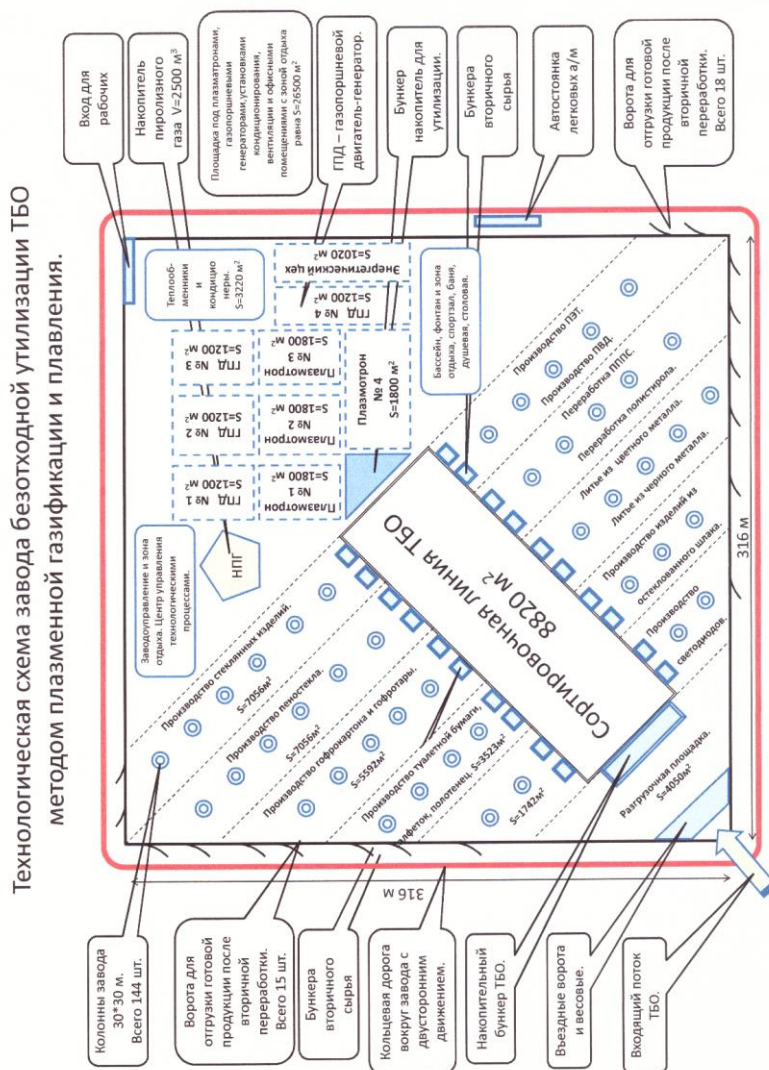 Технологическая схема завода безотходной утилизации ТБО
методом плазменной газификации и плавления.
Колонны завода
30*30 м.
Всего 144 шт.
Ворота для
отгрузки готовой
продукции после
вторичной
переработки.
Всего 15 шт.
Бункера
вторичного
сырья
Кольцевая дорога
вокруг завода с
двусторонним
движением.
Накопительный
бункер ТБО.
Въездные ворота
и весовые.
Входящий поток
ТБО.
316 м
Заводоуправление и зона
отдыха. Центр управления
технологическими
процессами.
НПГ
ГПД
№ 1
S=1200
м²
ГПД
№ 2
S=1200
м²
ГПД
№ 3
S=1200
м²
Теплооб-
менники
и
кондицио
неры.
S=3220 м²
Плазмотрон
№ 1
S=1800 м²
Плазмотрон
№ 2
S=1800 м²
Плазмотрон
№ 3
S=1800 м²
ГПД № 4
S=1200 м²
Энергетический цех
S=1020 м²
Плазмотрон
№ 4
S=1800 м²
Производство стеклянных изделий.
S=7056м²
Производство пеностекла.
S=7056м²
Производство гофрокартона и гофротары.
S=5592м²
Производство туалетной бумаги,
алфеток, полотенец. S=3523м²
S=1742м²
Сортировочная линия ТБО
8820 м²
Бассейн, фонтан и зона
отдыха, спортзал, баня,
душевая, столовая.
Производство ПЭТ.
Производство ПВД.
Переработка ПППС.
Переработка полистирола.
Литье из цветного металла.
Литье из черного металла.
Производство изделий из
остеклованного шлака.
Производство
светодиодов.
Разгрузочная площадка.
S=4050м²
316 м
Вход для
рабочих
Накопитель
пиролизного
газа V=2500 м³
Площадка под плазматронами,
газопоршневыми
генераторами,установками
кондиционирования,
вентиляции и офисными
помещениями с зоной отдыха
равна S=26500 м²
ГПД – газопоршневой
двигатель-генератор.
Бункер
накопитель для
утилизации.
Бункера
вторичного
сырья
Автостоянка
легковых а/м
Ворота для
отгрузки готовой
продукции после
вторичной
переработки.
Всего 18 шт.